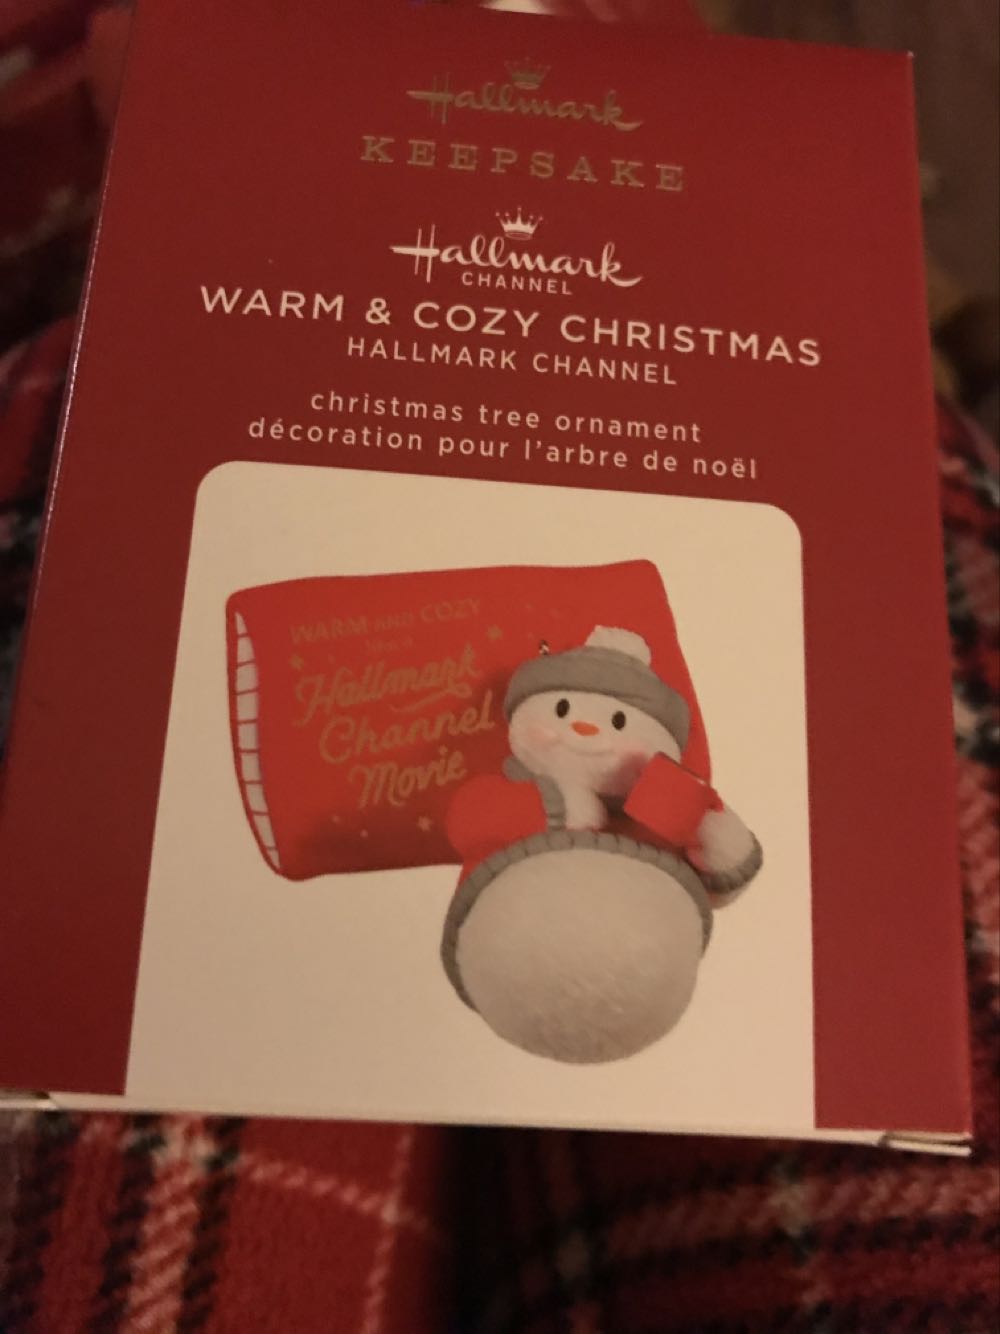 Hallmark
KEEPSAKE
Hallmark
CHANNEL
WARM & COZY CHRISTMAS
HALLMARK CHANNEL
christmas tree ornament
décoration pour l'arbre de noël
WARM AND COZY
Hallmark
Channel
Movie